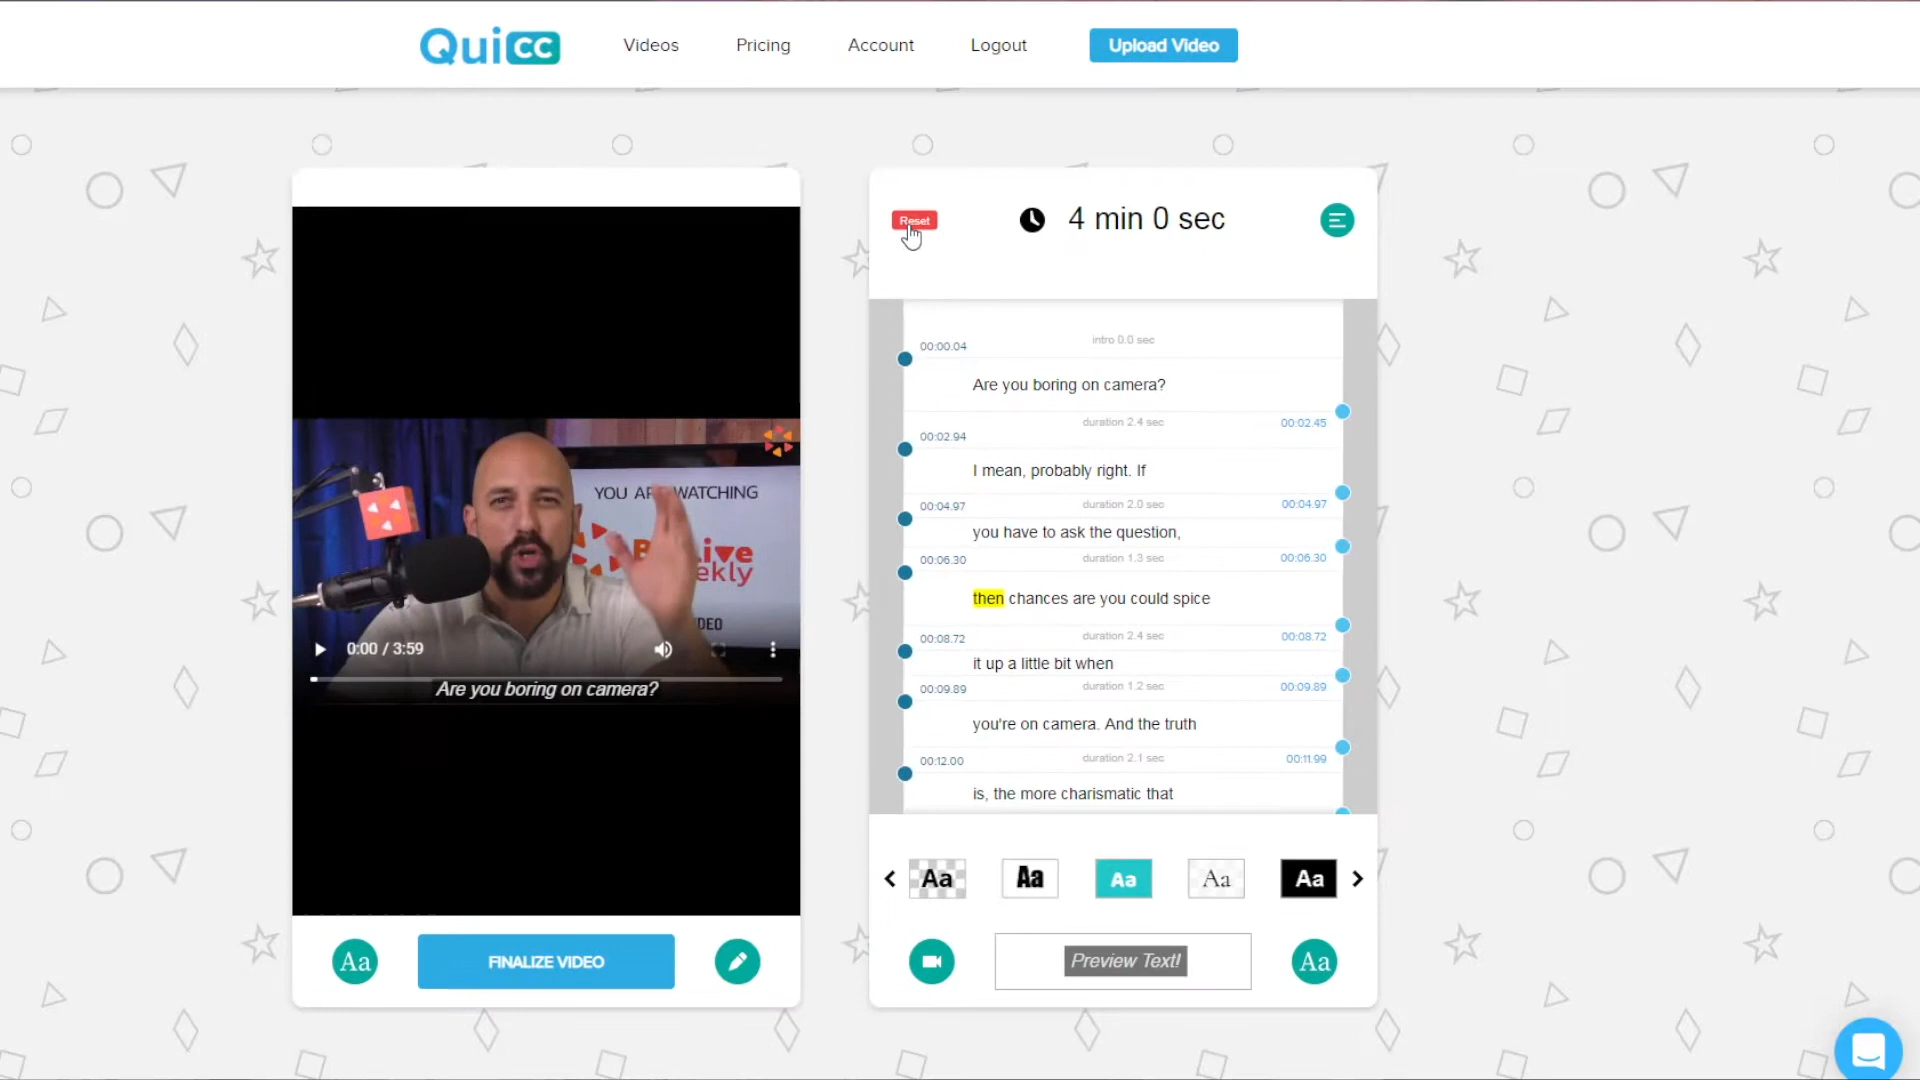 Quicc
Videos
Pricing
Account
Logout
Upload Video
YOU ARE WATCHING
0:00 / 3:59
Are you boring on camera?
Aa
FINALIZE VIDEO
Reset
4 min 0 sec
intro 0.0 sec
00:00.04
Are you boring on camera?
duration 2.4 sec
00:02.45
00:02.94
I mean, probably right. If
duration 2.0 sec
00:04.97
00:04.97
you have to ask the question,
duration 1.3 sec
00:06.30
00:06.30
then chances are you could spice
duration 2.4 sec
00:08.72
00:08.72
it up a little bit when
duration 1.2 sec
00:09.89
00:09.89
you're on camera. And the truth
duration 2.1 sec
00:11.99
00:12.00
is, the more charismatic that
Aa
Aa
Aa
Aa
Aa
Preview Text!
Aa